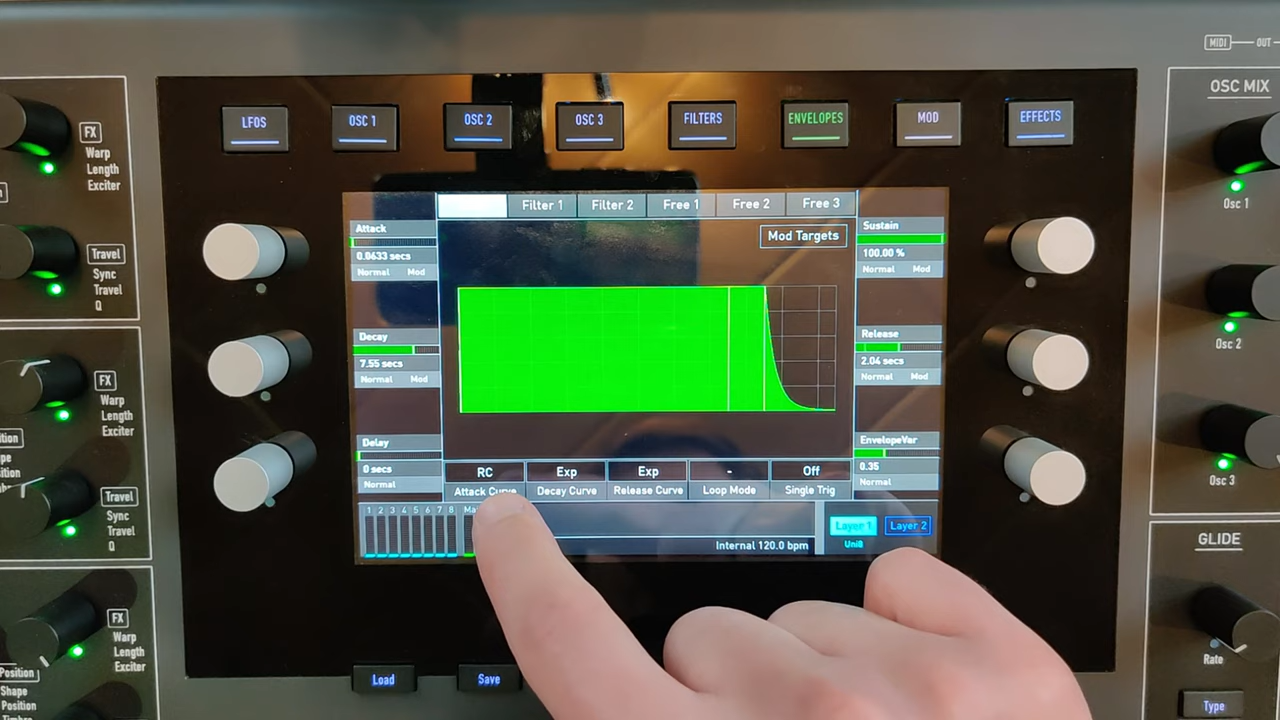 MIDI OUT
LFOS OSC 1 OSC 2 OSC 3 FILTERS ENVELOPES MOD EFFECTS
FX
Warp
Length
Exciter
Travel
Sync
Travel
Q
FX
Warp
Length
Exciter
Travel
Sync
Travel
Q
FX
Warp
Length
Exciter
Position
Shape
Position
Filter 1 Filter 2 Free 1 Free 2 Free 3
Mod Targets
Attack
0.0633 secs
Normal Mod
Decay
7.55 secs
Normal Mod
Delay
0 secs
Normal
Sustain
100.00 %
Normal Mod
Release
2.04 secs
Normal Mod
EnvelopeVar
0.35
Normal
RC Exp Exp - Off
Attack Curve Decay Curve Release Curve Loop Mode Single Trig
1 2 3 4 5 6 7 8 Ma
Internal 120.0 bpm
Layer 1 Layer 2
Uni8
Load Save
OSC MIX
Osc 1
Osc 2
Osc 3
GLIDE
Rate
Type